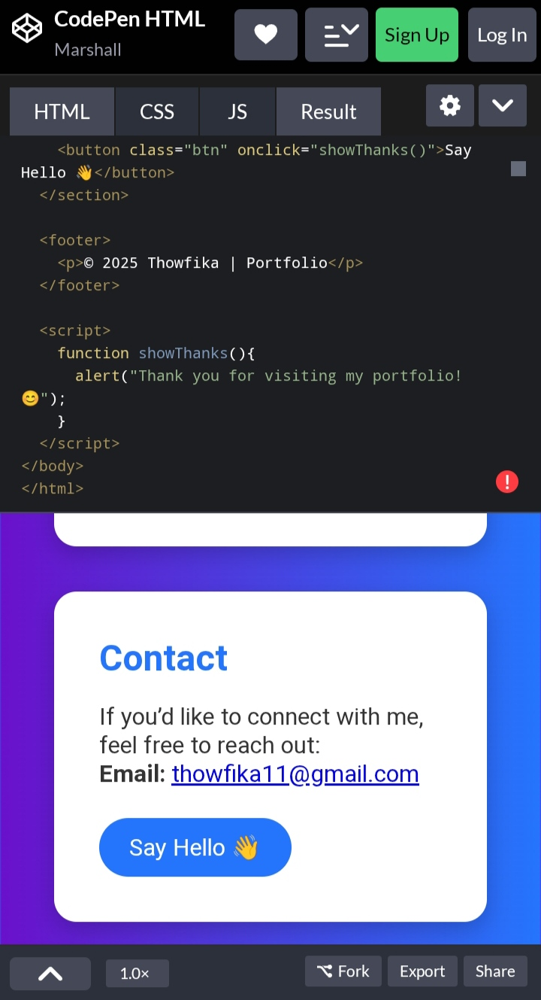 CodePen HTML
Marshall
Sign Up
Log In
HTML
CSS
JS
Result
<button class="btn" onclick="showThanks()">Say
Hello 👋</button>
</section>
<footer>
<p>© 2025 Thowfika | Portfolio</p>
</footer>
<script>
function showThanks(){
alert("Thank you for visiting my portfolio!
😊");
}
</script>
</body>
</html>
!
Contact
If you’d like to connect with me,
feel free to reach out:
Email: thowfika11@gmail.com
Say Hello 👋
1.0×
Fork
Export
Share